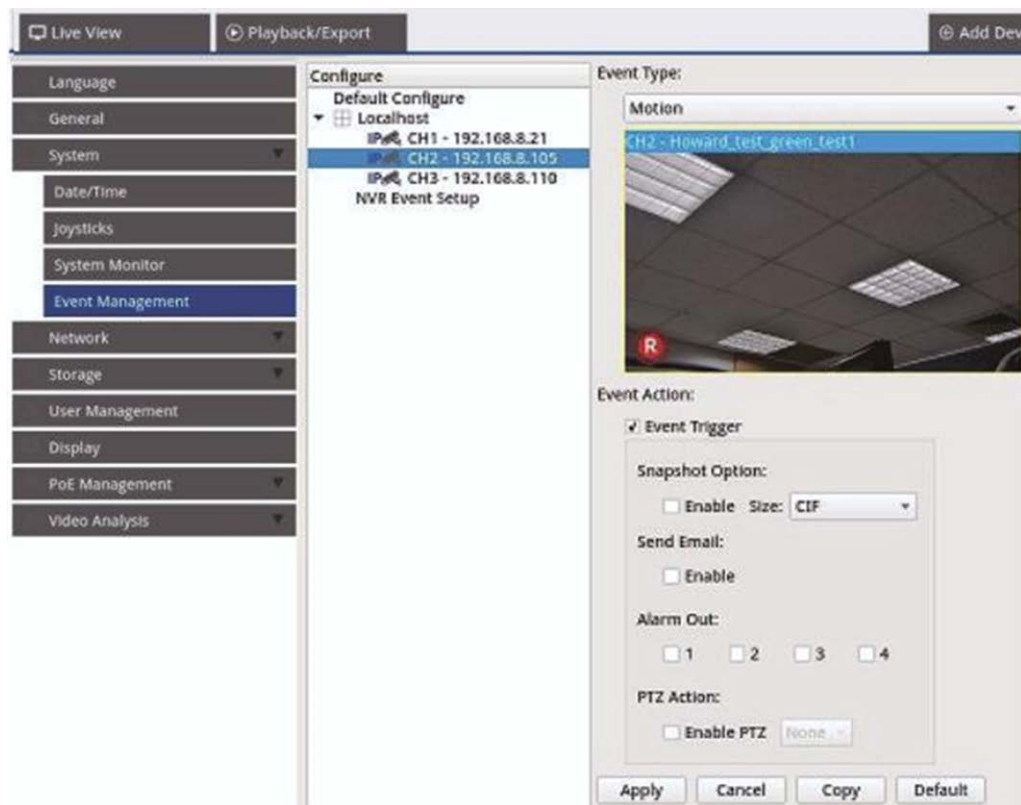 Live View
Playback/Export
Add Dev
Language
General
System
Date/Time
Joysticks
System Monitor
Event Management
Network
Storage
User Management
Display
PoE Management
Video Analysis
Configure
Default Configure
Localhost
IP CH1 - 192.168.8.21
IP CH2 - 192.168.8.105
IP CH3 - 192.168.8.110
NVR Event Setup
Event Type:
Motion
CH2 - Howard_test_green_test1
R
Event Action:
Event Trigger
Snapshot Option:
Enable Size: CIF
Send Email:
Enable
Alarm Out:
1 2 3 4
PTZ Action:
Enable PTZ None
Apply Cancel Copy Default